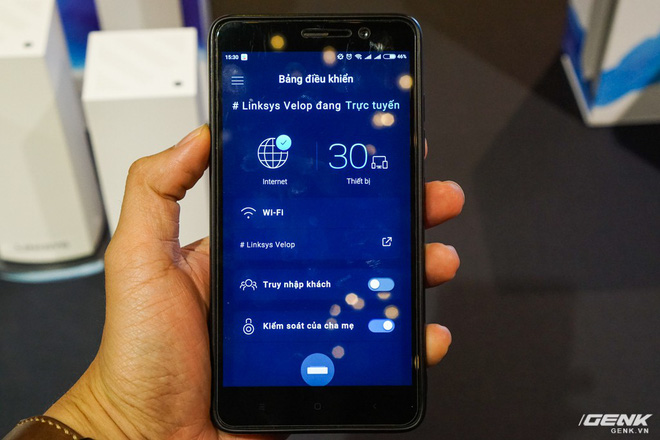 15:30
46%
Bảng điều khiển
# Linksys Velop đang Trực tuyến
30
Internet
Thiết bị
Wi-Fi
# Linksys Velop
Truy nhập khách
Kiểm soát của cha mẹ
GENK
GENK.VN